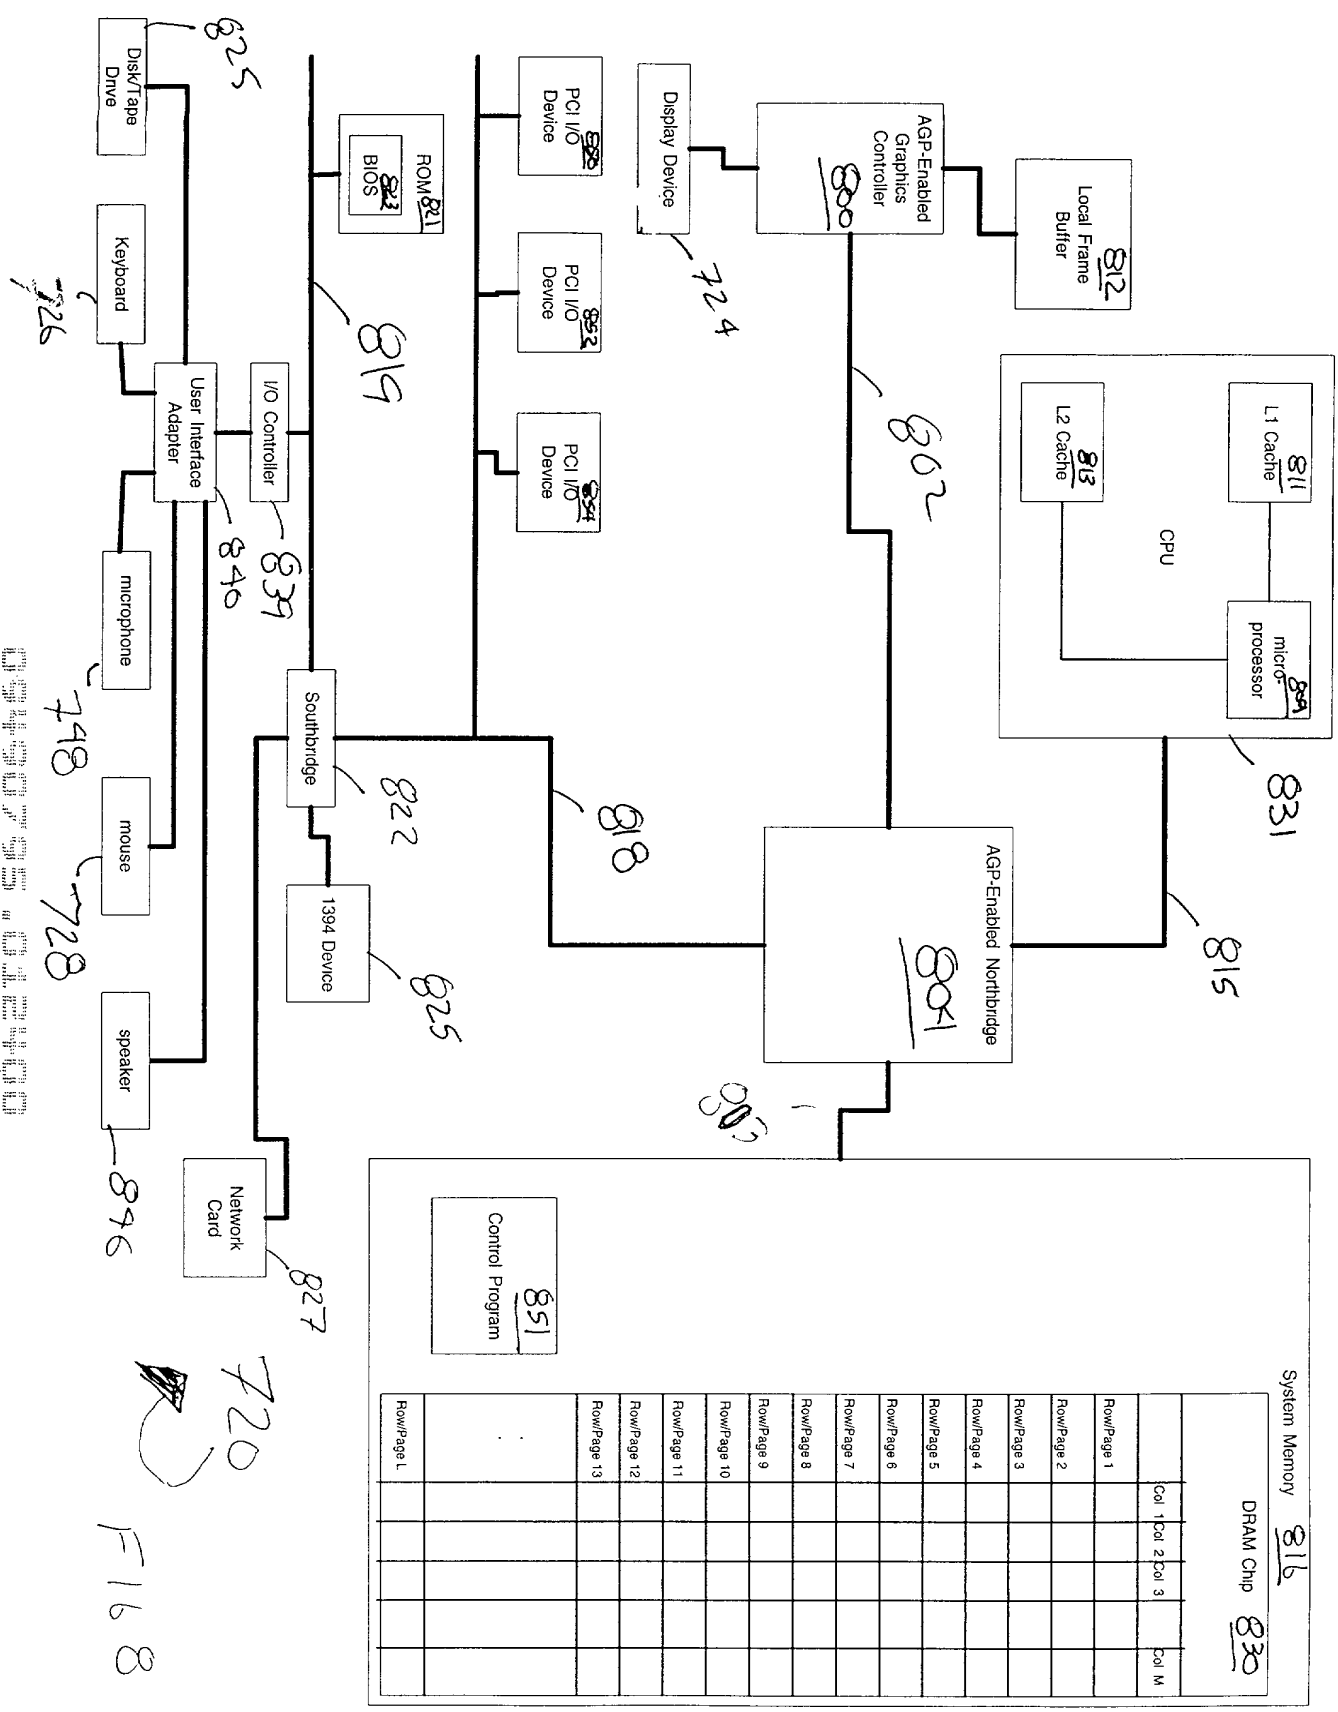 CPU
831
L1 Cache
811
L2 Cache
813
micro-
processor
809
815
Local Frame
Buffer
812
AGP-Enabled
Graphics
Controller
800
802
AGP-Enabled Northbridge
804
Display Device
724
System Memory 816
DRAM Chip 830
Col 1
Col 2
Col 3
Col M
Row/Page 1
Row/Page 2
Row/Page 3
Row/Page 4
Row/Page 5
Row/Page 6
Row/Page 7
Row/Page 8
Row/Page 9
Row/Page 10
Row/Page 11
Row/Page 12
Row/Page 13
Row/Page L
Control Program
851
PCI I/O
Device
850
PCI I/O
Device
852
PCI I/O
Device
854
818
ROM 821
BIOS
823
819
Southbridge
822
1394 Device
825
I/O Controller
839
User Interface
Adapter
840
Network
Card
827
Disk/Tape
Drive
825
Keyboard
726
microphone
748
mouse
728
speaker
846
720
FIG 8